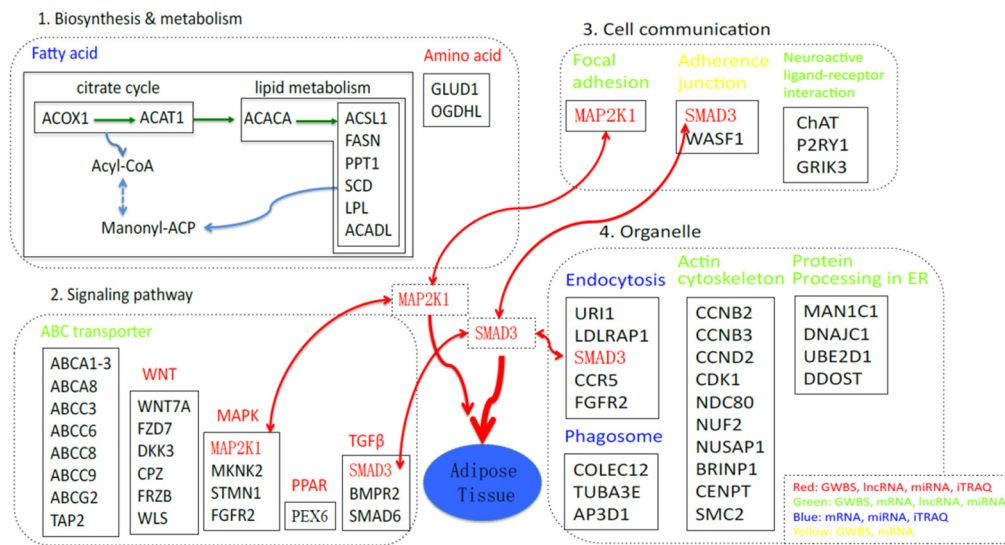 1. Biosynthesis & metabolism
Fatty acid
Amino acid
citrate cycle
lipid metabolism
ACOX1
ACAT1
ACACA
ACSL1
FASN
PPT1
SCD
LPL
ACADL
GLUD1
OGDHL
Acyl-CoA
Manonyl-ACP
3. Cell communication
Focal
adhesion
Adherence
junction
Neuroactive
ligand-receptor
interaction
MAP2K1
SMAD3
WASF1
ChAT
P2RY1
GRIK3
2. Signaling pathway
MAP2K1
SMAD3
ABC transporter
ABCA1-3
ABCA8
ABCC3
ABCC6
ABCC8
ABCC9
ABCG2
TAP2
WNT
WNT7A
FZD7
DKK3
CPZ
FRZB
WLS
MAPK
MAP2K1
MKNK2
STMN1
FGFR2
PPAR
PEX6
TGFβ
SMAD3
BMPR2
SMAD6
Adipose
Tissue
4. Organelle
Endocytosis
URI1
LDLRAP1
SMAD3
CCR5
FGFR2
Phagosome
COLEC12
TUBA3E
AP3D1
Actin
cytoskeleton
CCNB2
CCNB3
CCND2
CDK1
NDC80
NUF2
NUSAP1
BRINP1
CENPT
SMC2
Protein
Processing in ER
MAN1C1
DNAJC1
UBE2D1
DDOST
Red: GWBS, lncRNA, miRNA, iTRAQ
Green: GWBS, mRNA, lncRNA, miRNA
Blue: mRNA, miRNA, iTRAQ
Yellow: GWBS, mRNA